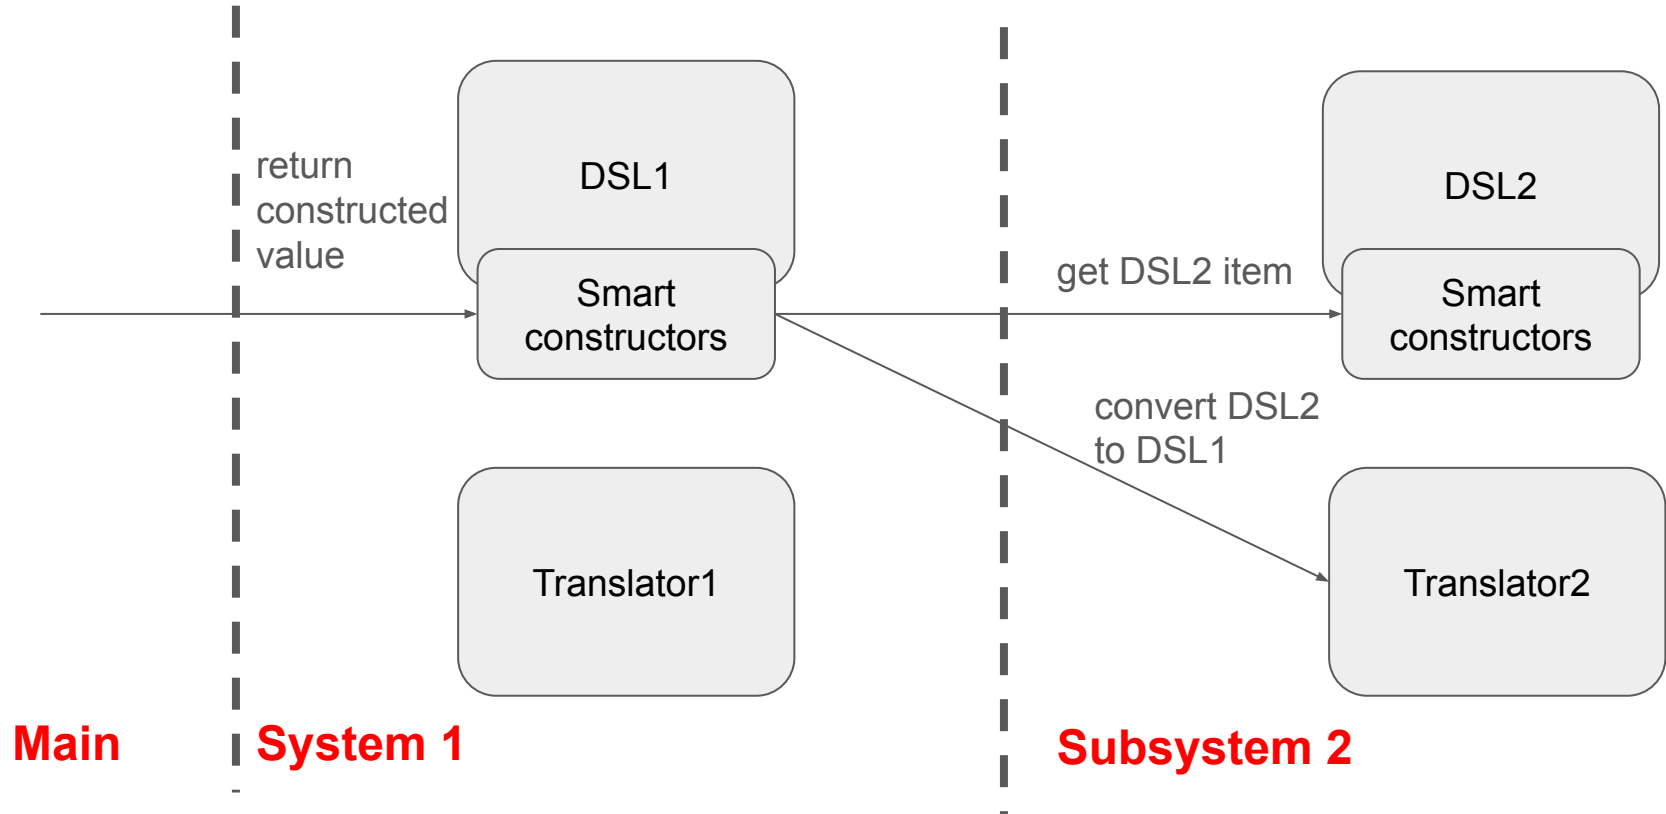 return
constructed
value
DSL1
Smart
constructors
get DSL2 item
DSL2
Smart
constructors
convert DSL2
to DSL1
Translator1
Translator2
Main
System 1
Subsystem 2